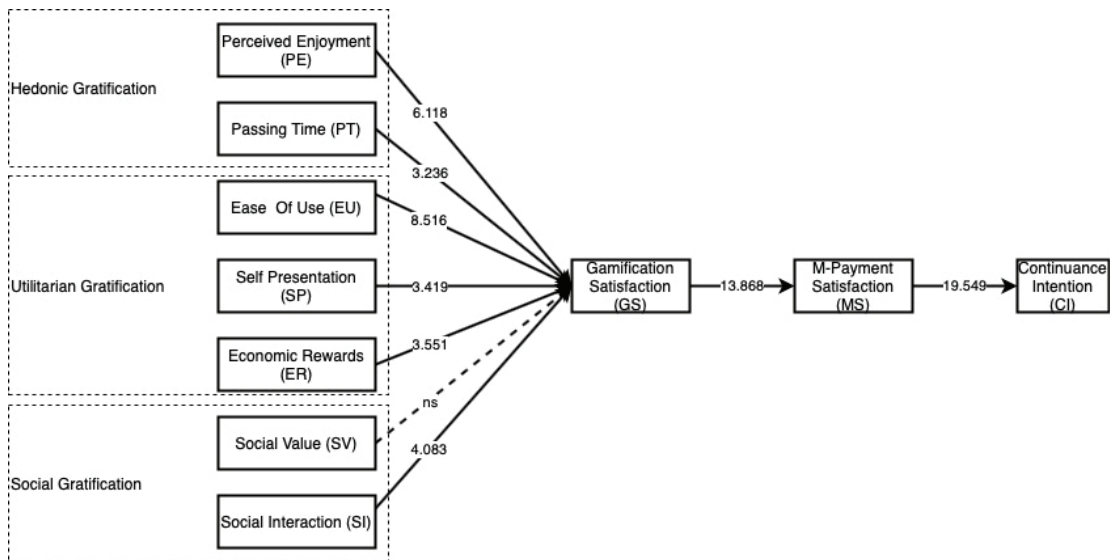 Hedonic Gratification
Perceived Enjoyment
(PE)
6.118
Passing Time (PT)
3.236
Utilitarian Gratification
Ease Of Use (EU)
8.516
Self Presentation
(SP)
3.419
Economic Rewards
(ER)
3.551
Social Gratification
Social Value (SV)
ns
Social Interaction (SI)
4.083
Gamification
Satisfaction
(GS)
13.868
M-Payment
Satisfaction
(MS)
19.549
Continuance
Intention
(CI)